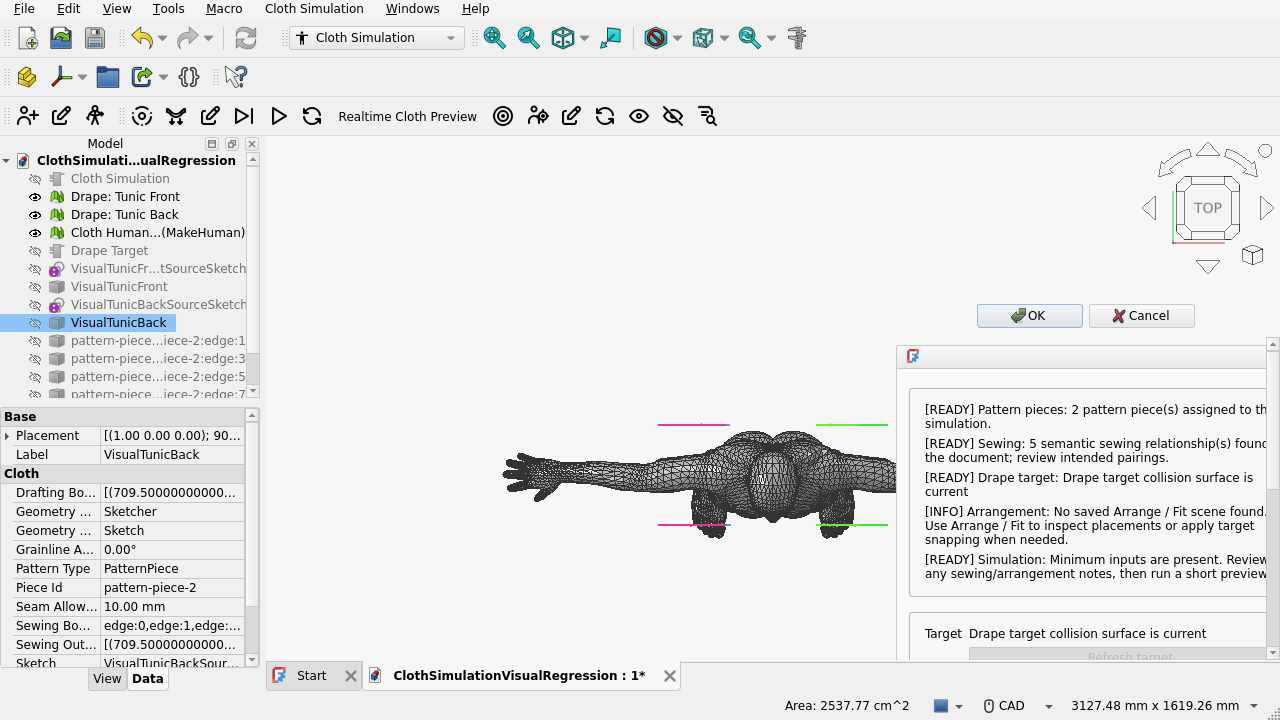 File Edit View Tools Macro Cloth Simulation Windows Help
Cloth Simulation
Realtime Cloth Preview
Model
ClothSimulati...ualRegression
Cloth Simulation
Drape: Tunic Front
Drape: Tunic Back
Cloth Human...(MakeHuman)
Drape Target
VisualTunicFr...tSourceSketch
VisualTunicFront
VisualTunicBackSourceSketch
VisualTunicBack
pattern-piece...iece-2:edge:1
pattern-piece...iece-2:edge:3
pattern-piece...iece-2:edge:5
pattern-piece...iece-2:edge:7
Base
Placement [(1.00 0.00 0.00); 90...
Label VisualTunicBack
Cloth
Drafting Bo... [(709.50000000000...
Geometry ... Sketcher
Geometry ... Sketch
Grainline A... 0.00°
Pattern Type PatternPiece
Piece Id pattern-piece-2
Seam Allow... 10.00 mm
Sewing Bo... edge:0,edge:1,edge:...
Sewing Out... [(709.50000000000...
Sketch VisualTunicBackSour...
View Data
TOP
OK Cancel
[READY] Pattern pieces: 2 pattern piece(s) assigned to th
simulation.
[READY] Sewing: 5 semantic sewing relationship(s) found
the document; review intended pairings.
[READY] Drape target: Drape target collision surface is
current
[INFO] Arrangement: No saved Arrange / Fit scene found.
Use Arrange / Fit to inspect placements or apply target
snapping when needed.
[READY] Simulation: Minimum inputs are present. Review
any sewing/arrangement notes, then run a short preview
Target Drape target collision surface is current
Refresh target
Start
ClothSimulationVisualRegression : 1*
Area: 2537.77 cm^2 CAD 3127.48 mm x 1619.26 mm